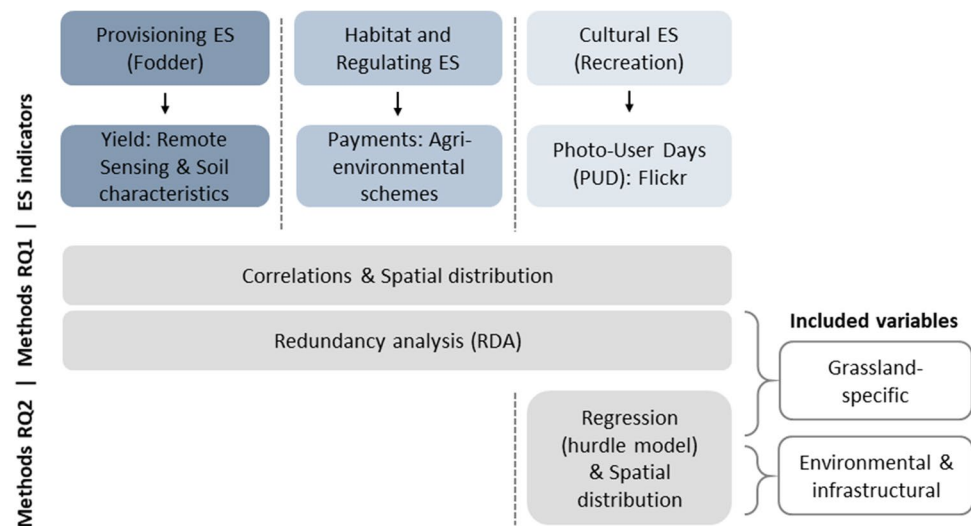 Provisioning ES
(Fodder)
Habitat and
Regulating ES
Cultural ES
(Recreation)
Yield: Remote
Sensing & Soil
characteristics
Payments: Agri-
environmental
schemes
Photo-User Days
(PUD): Flickr
Correlations & Spatial distribution
Redundancy analysis (RDA)
Regression
(hurdle model)
& Spatial
distribution
Included variables
Grassland-
specific
Environmental &
infrastructural
Methods RQ2 | Methods RQ1 | ES indicators